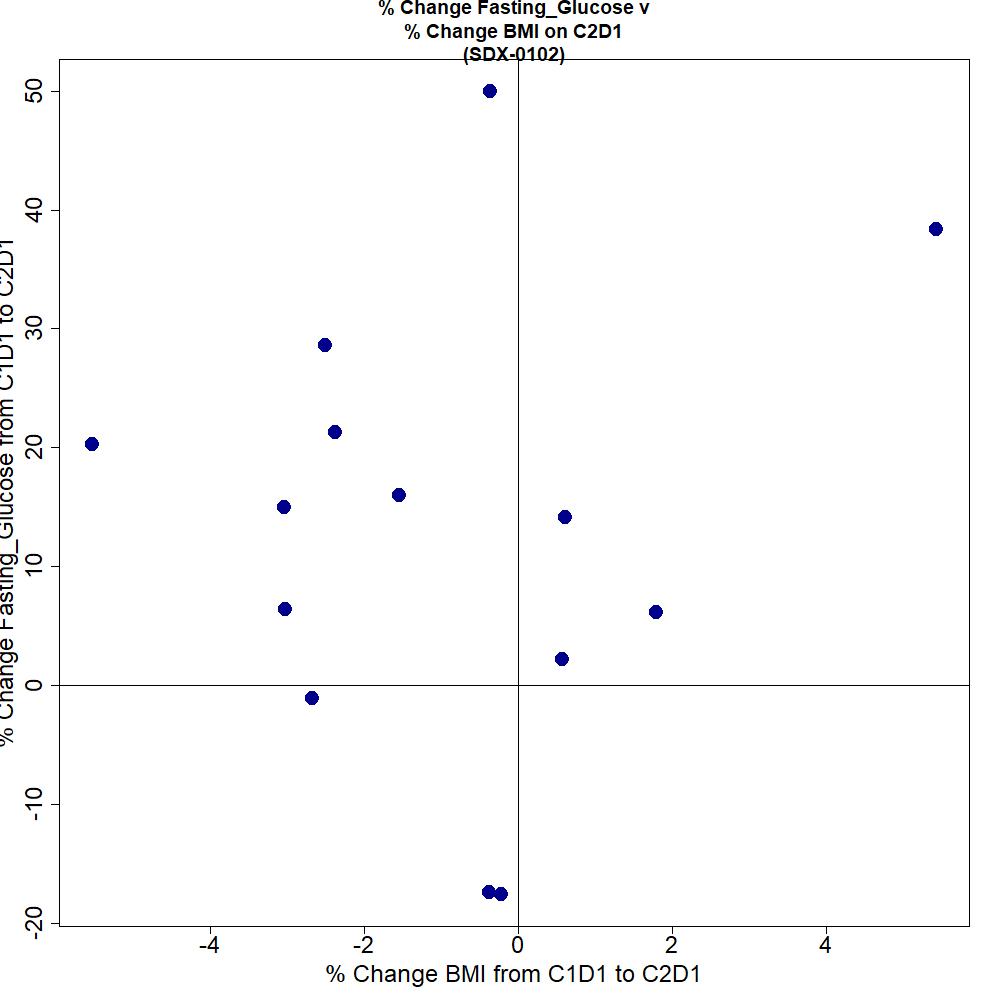 % Change Fasting_Glucose v
% Change BMI on C2D1
(SDX-0102)
% Change Fasting_Glucose from C1D1 to C2D1
50
40
30
20
10
0
-10
-20
-4
-2
0
2
4
% Change BMI from C1D1 to C2D1